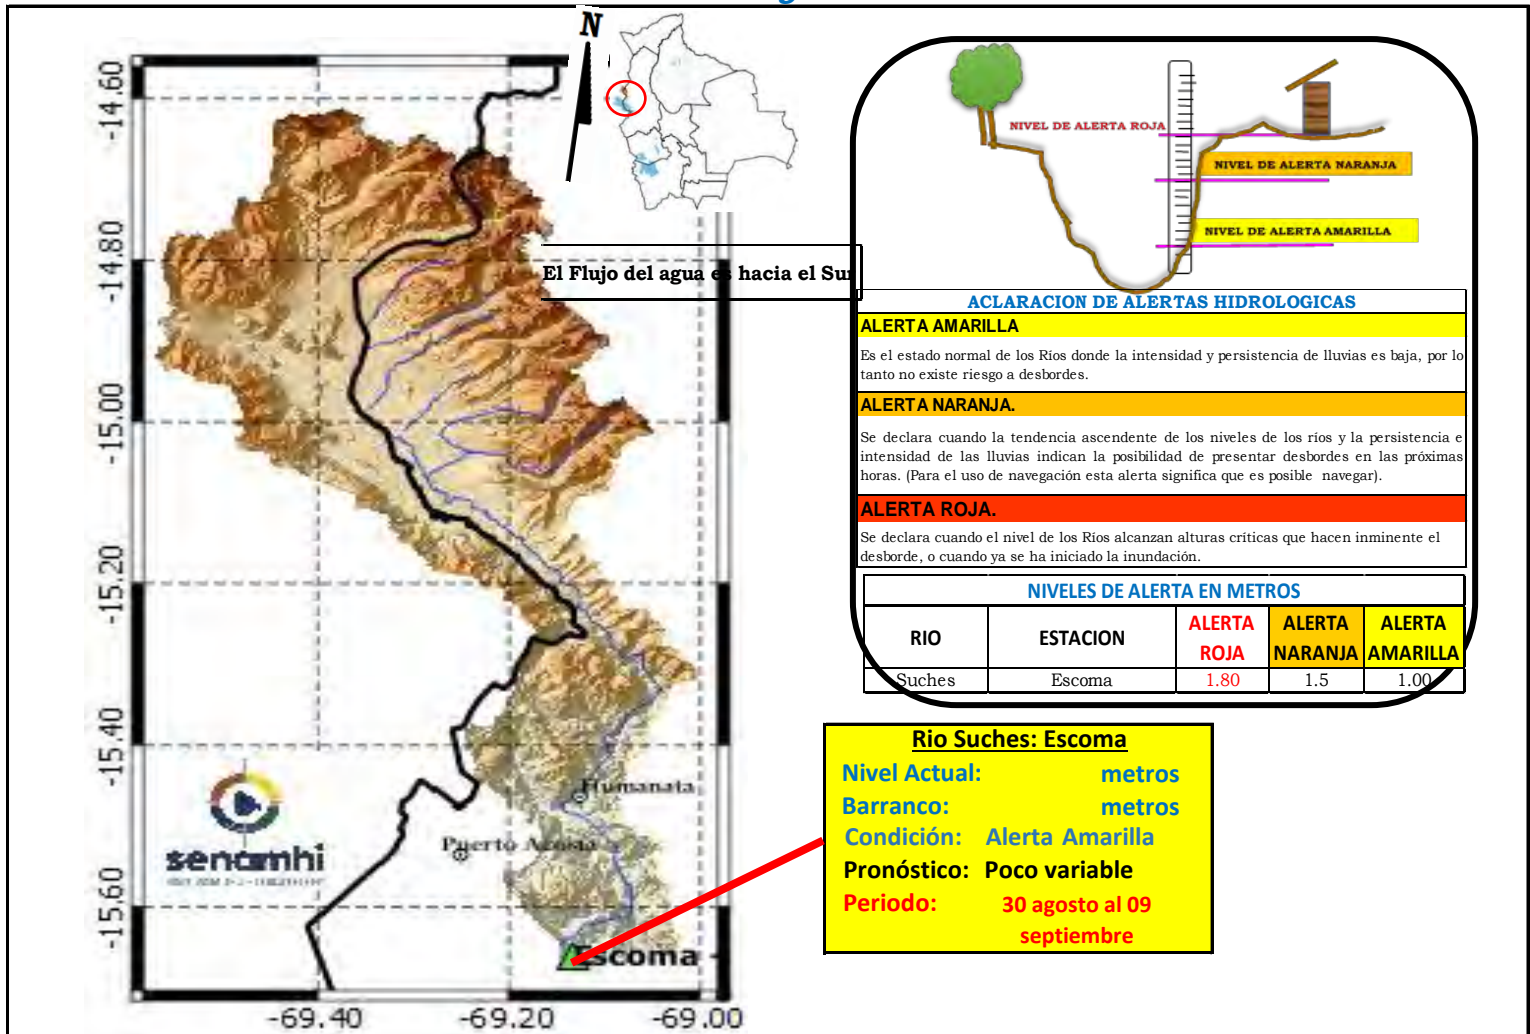 N
-14.60
-14.80
-15.00
-15.20
-15.40
-15.60
-69.40
-69.20
-69.00
El Flujo del agua es hacia el Sur
Humanata
Puerto Acosta
Escoma
senamhi
NIVEL DE ALERTA ROJA
NIVEL DE ALERTA NARANJA
NIVEL DE ALERTA AMARILLA
ACLARACION DE ALERTAS HIDROLOGICAS
ALERTA AMARILLA
Es el estado normal de los Ríos donde la intensidad y persistencia de lluvias es baja, por lo
tanto no existe riesgo a desbordes.
ALERTA NARANJA.
Se declara cuando la tendencia ascendente de los niveles de los ríos y la persistencia e
intensidad de las lluvias indican la posibilidad de presentar desbordes en las próximas
horas. (Para el uso de navegación esta alerta significa que es posible navegar).
ALERTA ROJA.
Se declara cuando el nivel de los Ríos alcanzan alturas críticas que hacen inminente el
desborde, o cuando ya se ha iniciado la inundación.
NIVELES DE ALERTA EN METROS
RIO ESTACION ALERTA ROJA ALERTA NARANJA ALERTA AMARILLA
Suches Escoma 1.80 1.5 1.00
Rio Suches: Escoma
Nivel Actual: metros
Barranco: metros
Condición: Alerta Amarilla
Pronóstico: Poco variable
Periodo: 30 agosto al 09
septiembre